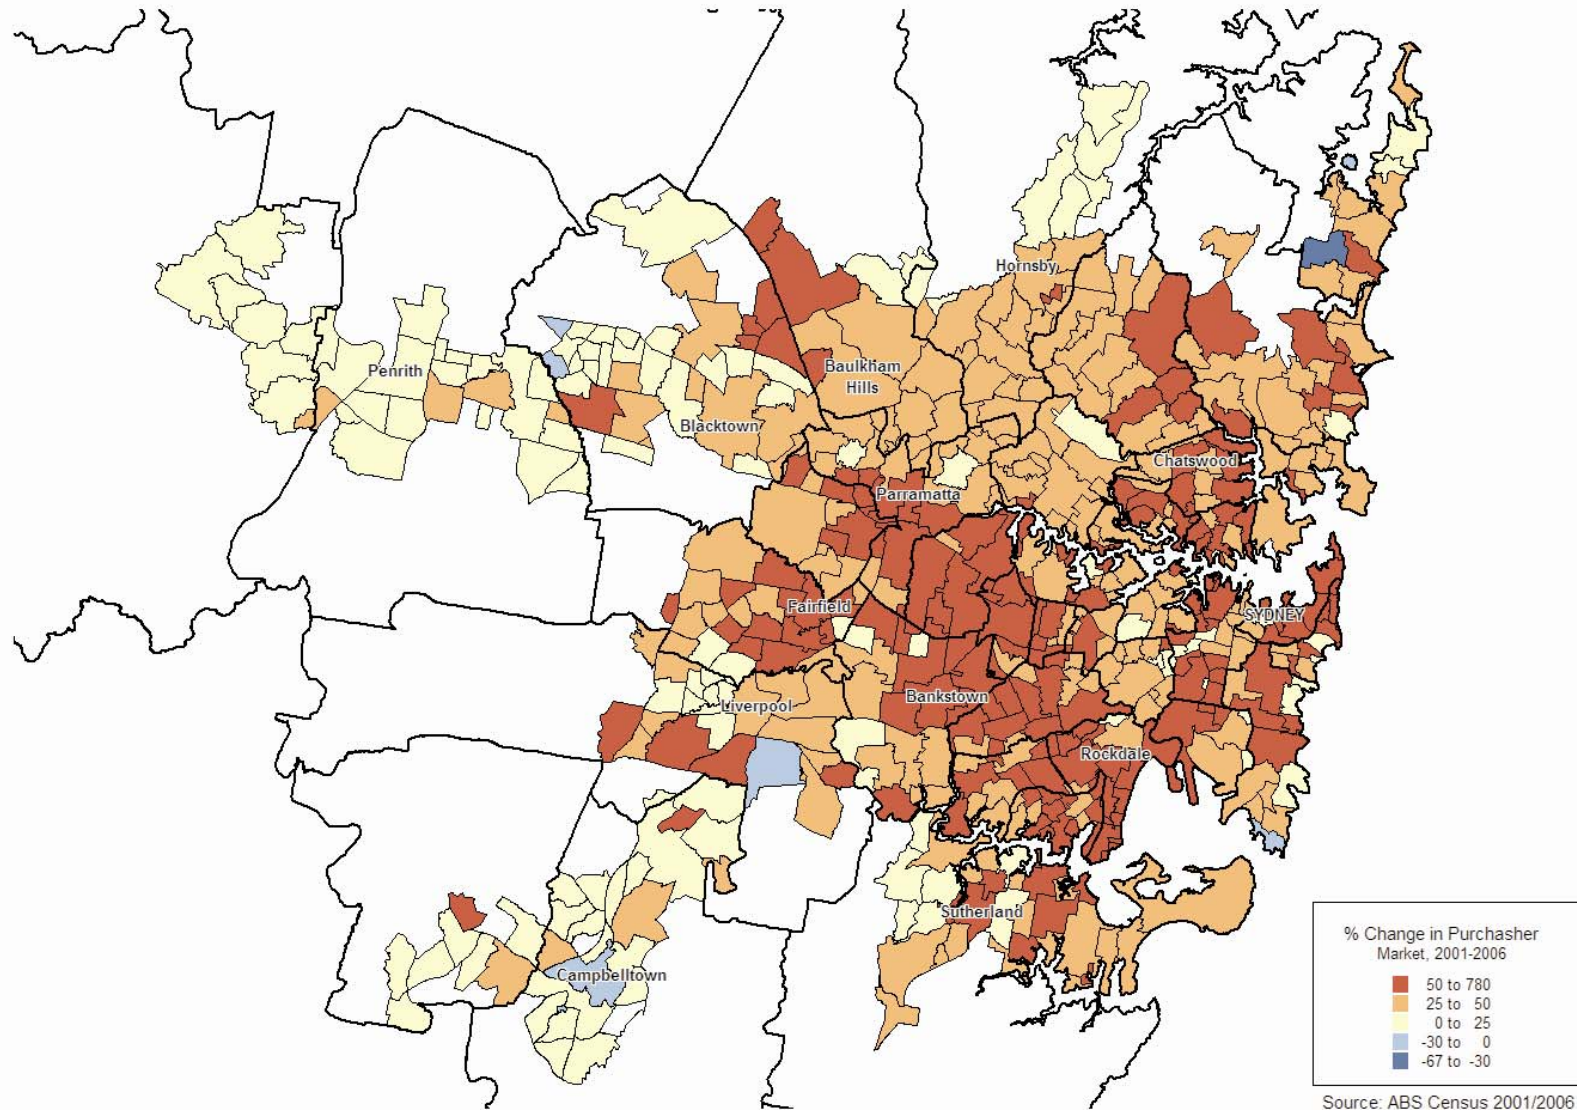 Hornsby
Penrith
Baulkham
Hills
Blacktown
Chatswood
Parramatta
Fairfield
SYDNEY
Bankstown
Liverpool
Rockdale
Sutherland
Campbelltown
% Change in Purchasher
Market, 2001-2006
50 to 780
25 to 50
0 to 25
-30 to 0
-67 to -30
Source: ABS Census 2001/2006